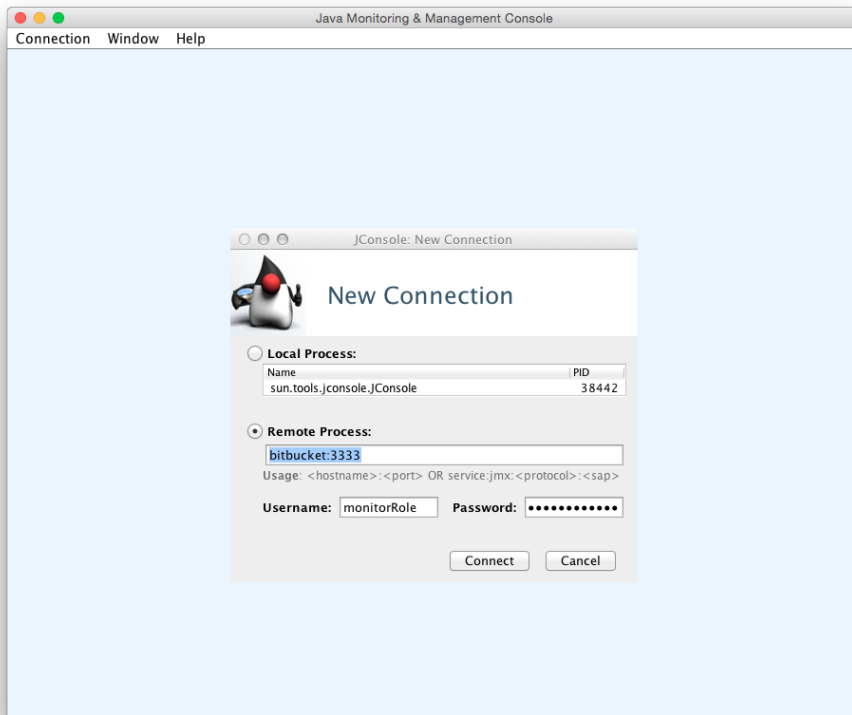 Java Monitoring & Management Console
Connection Window Help
JConsole: New Connection
New Connection
Local Process:
Name PID
sun.tools.jconsole.JConsole 38442
Remote Process:
bitbucket:3333
Usage: <hostname>:<port> OR service:jmx:<protocol>:<sap>
Username: monitorRole Password: ••••••••••••
Connect Cancel